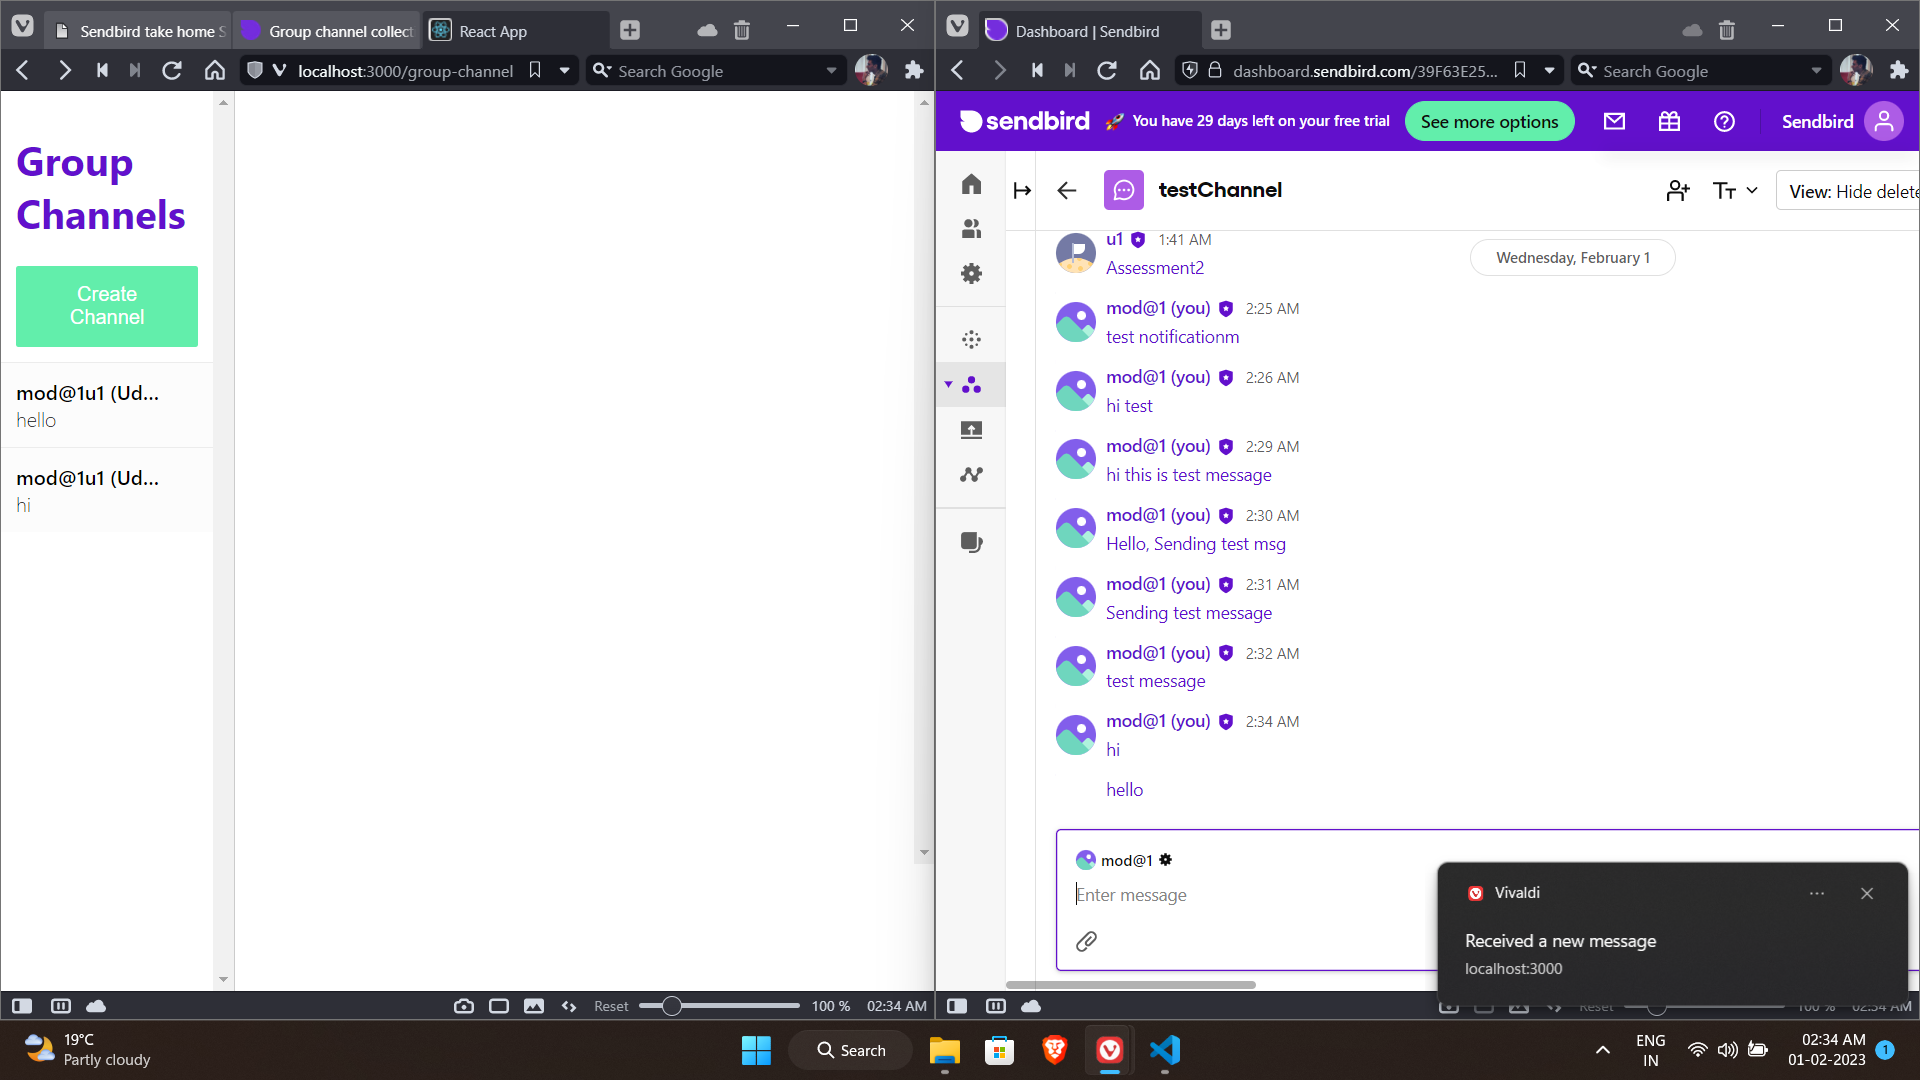 Sendbird take home S
Group channel collect
React App
localhost:3000/group-channel
Search Google
Group
Channels
Create
Channel
mod@1u1 (Ud...
hello
mod@1u1 (Ud...
hi
Reset
100 %
02:34 AM
Dashboard | Sendbird
dashboard.sendbird.com/39F63E25...
Search Google
sendbird
🚀 You have 29 days left on your free trial
See more options
Sendbird
testChannel
View: Hide delete
u1 1:41 AM
Assessment2
Wednesday, February 1
mod@1 (you) 2:25 AM
test notificationm
mod@1 (you) 2:26 AM
hi test
mod@1 (you) 2:29 AM
hi this is test message
mod@1 (you) 2:30 AM
Hello, Sending test msg
mod@1 (you) 2:31 AM
Sending test message
mod@1 (you) 2:32 AM
test message
mod@1 (you) 2:34 AM
hi
hello
mod@1
Enter message
Vivaldi
Received a new message
localhost:3000
Reset
100 %
02:34 AM
19°C
Partly cloudy
Search
ENG
IN
02:34 AM
01-02-2023
1